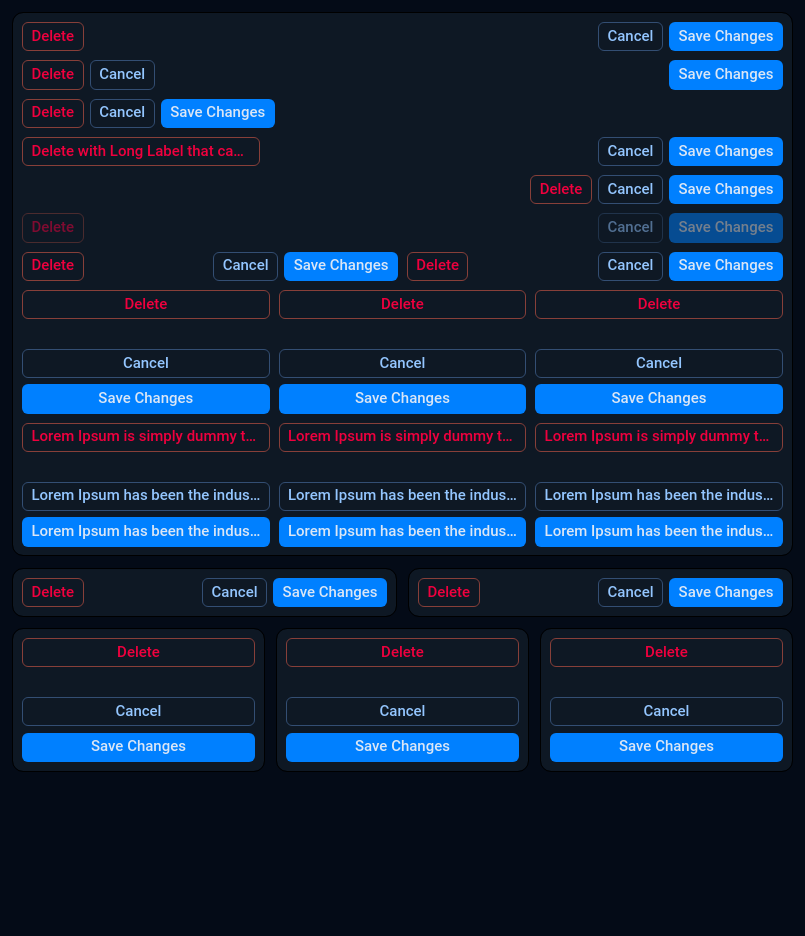 Delete Cancel Save Changes
Delete Cancel Save Changes
Delete Cancel Save Changes
Delete with Long Label that ca... Cancel Save Changes
Delete Cancel Save Changes
Delete Cancel Save Changes
Delete Cancel Save Changes Delete Cancel Save Changes
Delete Delete Delete
Cancel Cancel Cancel
Save Changes Save Changes Save Changes
Lorem Ipsum is simply dummy t... Lorem Ipsum is simply dummy t... Lorem Ipsum is simply dummy t...
Lorem Ipsum has been the indus... Lorem Ipsum has been the indus... Lorem Ipsum has been the indus...
Lorem Ipsum has been the indus... Lorem Ipsum has been the indus... Lorem Ipsum has been the indus...
Delete Cancel Save Changes Delete Cancel Save Changes
Delete Delete Delete
Cancel Cancel Cancel
Save Changes Save Changes Save Changes